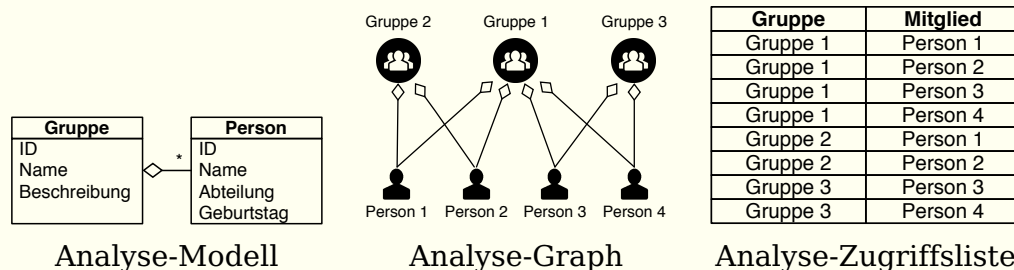 Gruppe
ID
Name
Beschreibung
*
Person
ID
Name
Abteilung
Geburtstag
Analyse-Modell
Gruppe 2 Gruppe 1 Gruppe 3
Person 1 Person 2 Person 3 Person 4
Analyse-Graph
Gruppe Mitglied
Gruppe 1 Person 1
Gruppe 1 Person 2
Gruppe 1 Person 3
Gruppe 1 Person 4
Gruppe 2 Person 1
Gruppe 2 Person 2
Gruppe 3 Person 3
Gruppe 3 Person 4
Analyse-Zugriffsliste